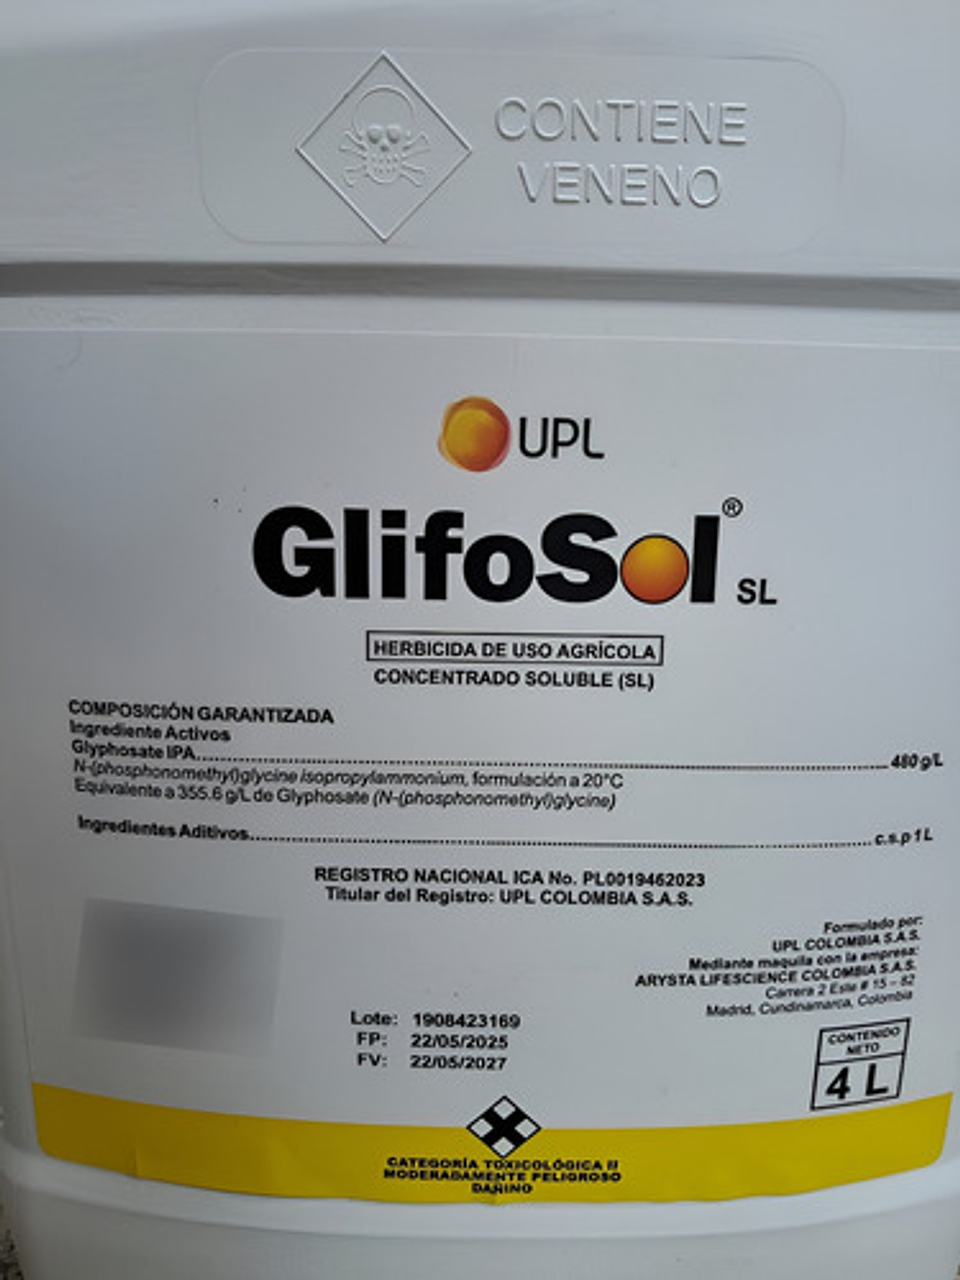 CONTIENE
VENENO
UPL
GlifoSol® SL
HERBICIDA DE USO AGRÍCOLA
CONCENTRADO SOLUBLE (SL)
COMPOSICIÓN GARANTIZADA
Ingrediente Activos
Glyphosate IPA........................................480 g/L
N-(phosphonomethyl)glycine isopropylammonium, formulación a 20°C
Equivalente a 355.6 g/L de Glyphosate (N-(phosphonomethyl)glycine)
Ingredientes Aditivos........................................c.s.p 1 L
REGISTRO NACIONAL ICA No. PL0019462023
Titular del Registro: UPL COLOMBIA S.A.S.
Formulado por:
UPL COLOMBIA S.A.S.
Mediante maquila con la empresa:
ARYSTA LIFESCIENCE COLOMBIA S.A.S.
Carrera 2 Este # 15 – 82
Madrid, Cundinamarca, Colombia
Lote: 1908423169
FP: 22/05/2025
FV: 22/05/2027
CONTENIDO
NETO
4 L
CATEGORÍA TOXICOLÓGICA II
MODERADAMENTE PELIGROSO
DAÑINO